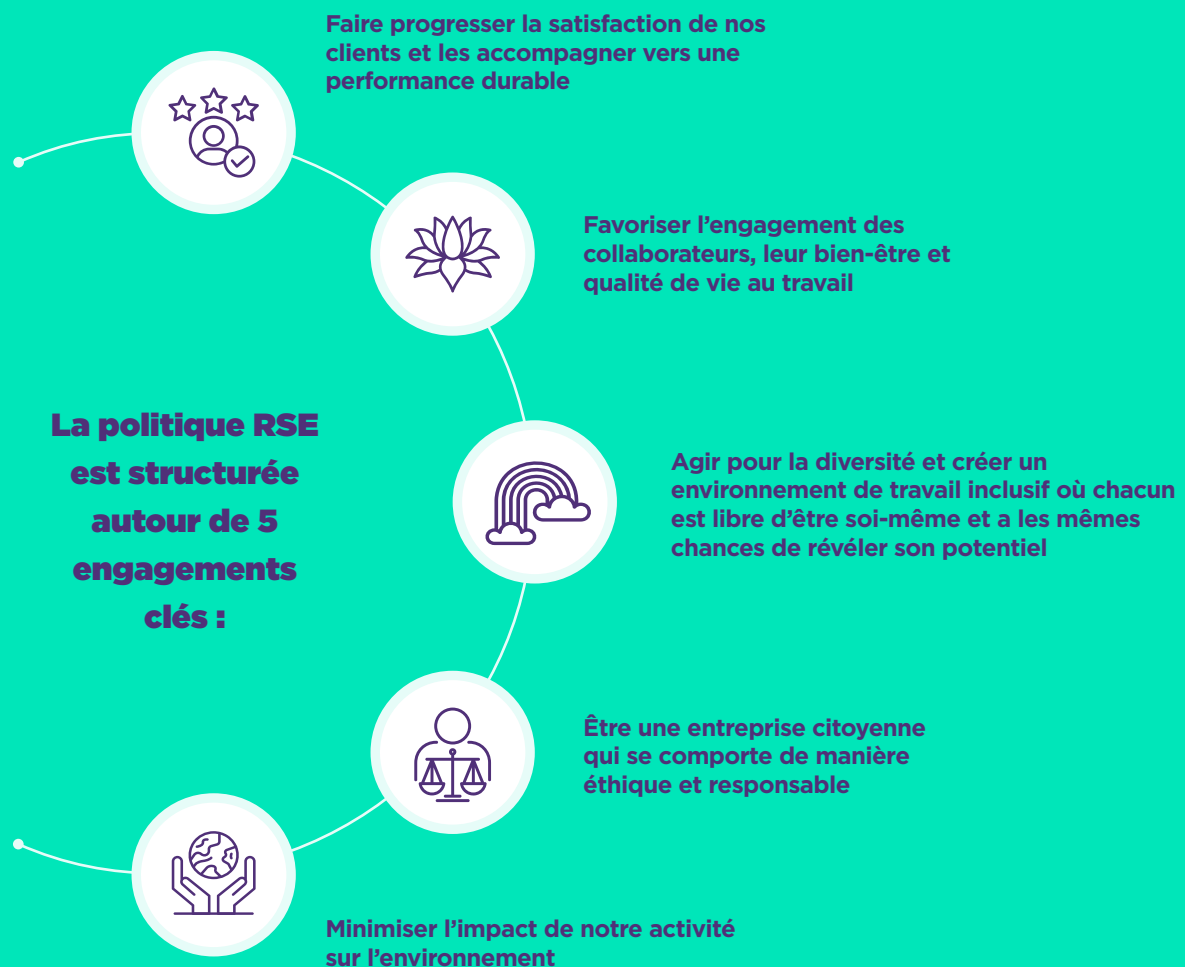 Faire progresser la satisfaction de nos
clients et les accompagner vers une
performance durable
Favoriser l’engagement des
collaborateurs, leur bien-être et
qualité de vie au travail
La politique RSE
est structurée
autour de 5
engagements
clés :
Agir pour la diversité et créer un
environnement de travail inclusif où chacun
est libre d’être soi-même et a les mêmes
chances de révéler son potentiel
Être une entreprise citoyenne
qui se comporte de manière
éthique et responsable
Minimiser l’impact de notre activité
sur l’environnement